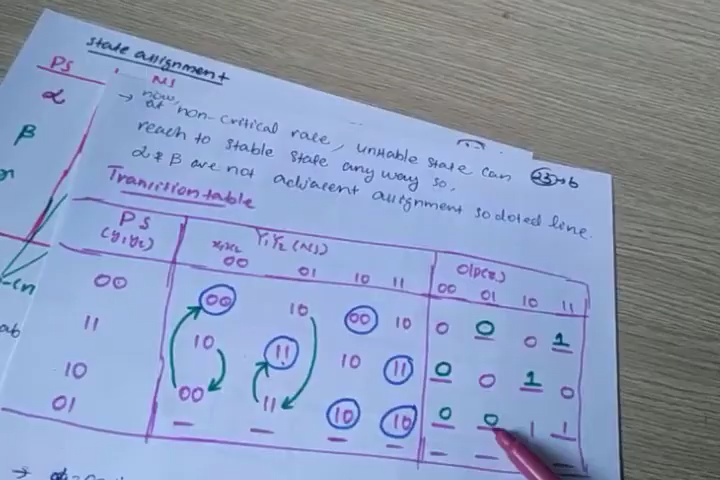 State assignment
PS
NS
α
→ now, at non-critical race, unstable state can
β
reach to stable state any way so,
α & β are not adjacent assignment so doted line.
23→b
Transition table
PS Y₁Y₂ (NS) O/P(z)
(y₁y₂) x₁x₂ 00 01 10 11 00 01 10 11
00 00 10 00 10 0 0 0 1
11 10 11 10 11 0 0 1 0
10 00 11 10 10 0 0 1 1
01 — — — — — — —
ab